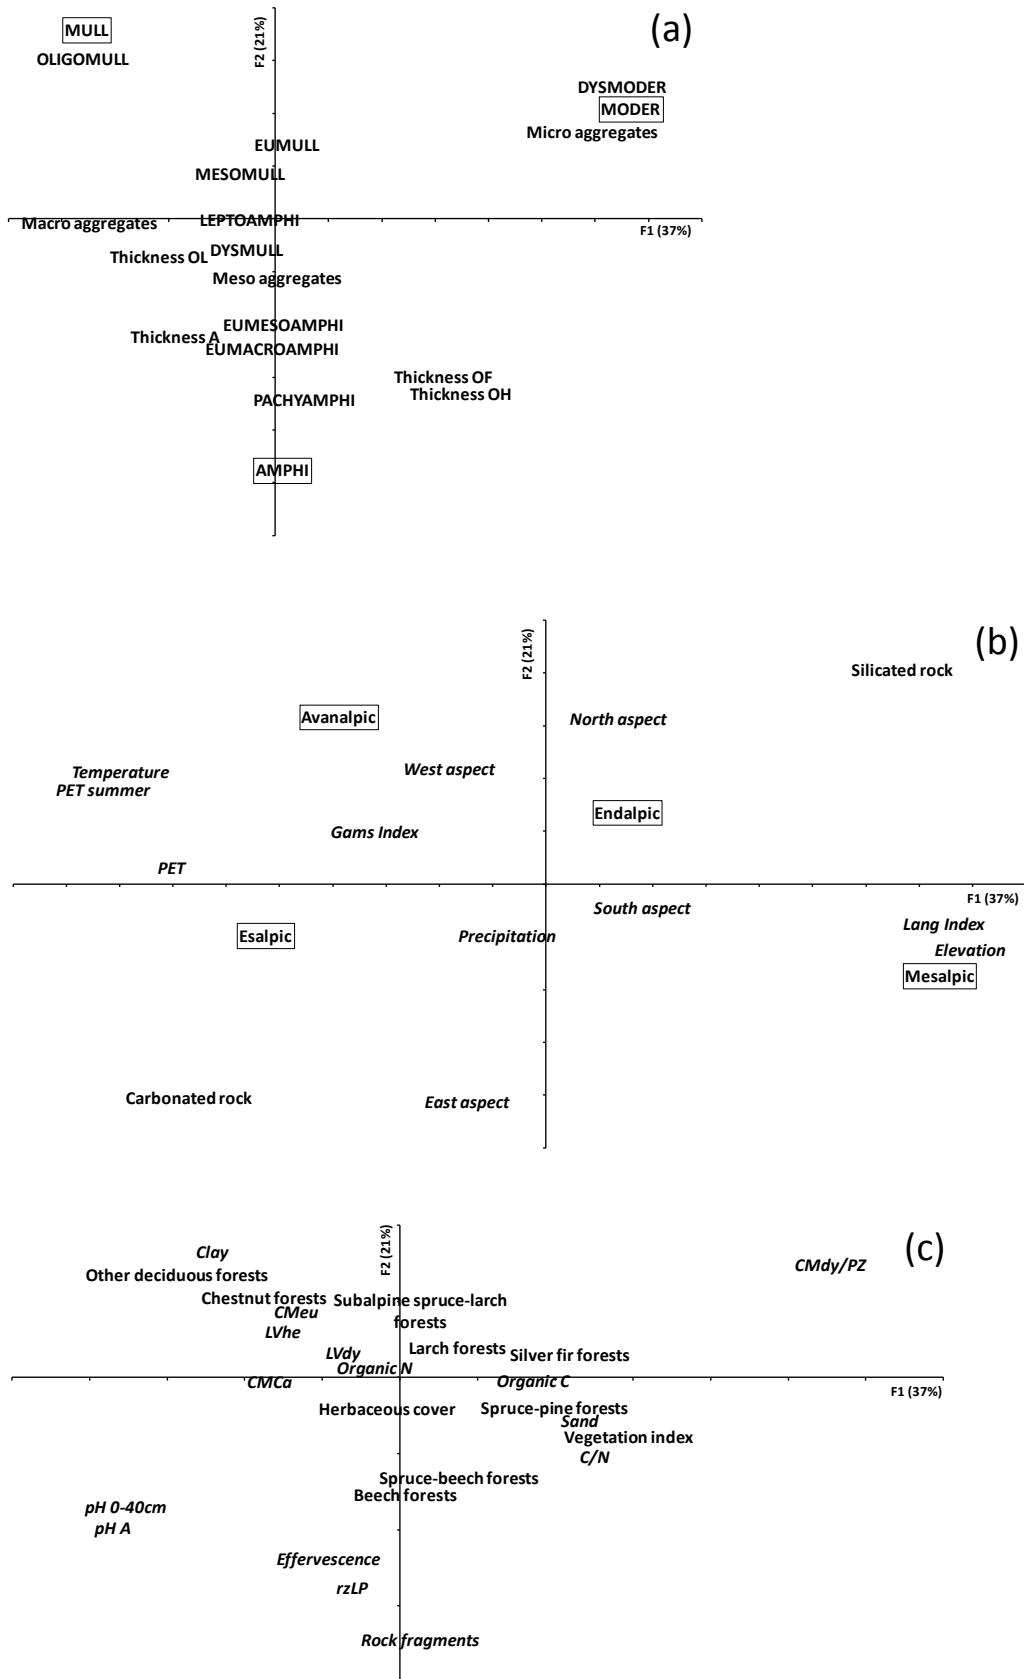 (a)
MULL
F2 (21%)
OLIGOMULL
DYSMODER
MODER
Micro aggregates
EUMULL
MESOMULL
Macro aggregates
LEPTOAMPHI
F1 (37%)
DYSMULL
Thickness OL
Meso aggregates
EUMESOAMPHI
Thickness A
EUMACROAMPHI
Thickness OF
Thickness OH
PACHYAMPHI
AMPHI
(b)
F2 (21%)
Silicated rock
Avanalpic
North aspect
West aspect
Temperature
PET summer
Endalpic
Gams Index
PET
F1 (37%)
South aspect
Lang Index
Esalpic
Precipitation
Elevation
Mesalpic
Carbonated rock
East aspect
(c)
F2 (21%)
Clay
CMdy/PZ
Other deciduous forests
Chestnut forests
Subalpine spruce-larch
forests
CMeu
LVhe
LVdy
Larch forests
Silver fir forests
Organic N
CMCa
Organic C
F1 (37%)
Herbaceous cover
Spruce-pine forests
Sand
Vegetation index
C/N
Spruce-beech forests
Beech forests
pH 0-40cm
pH A
Effervescence
rzLP
Rock fragments